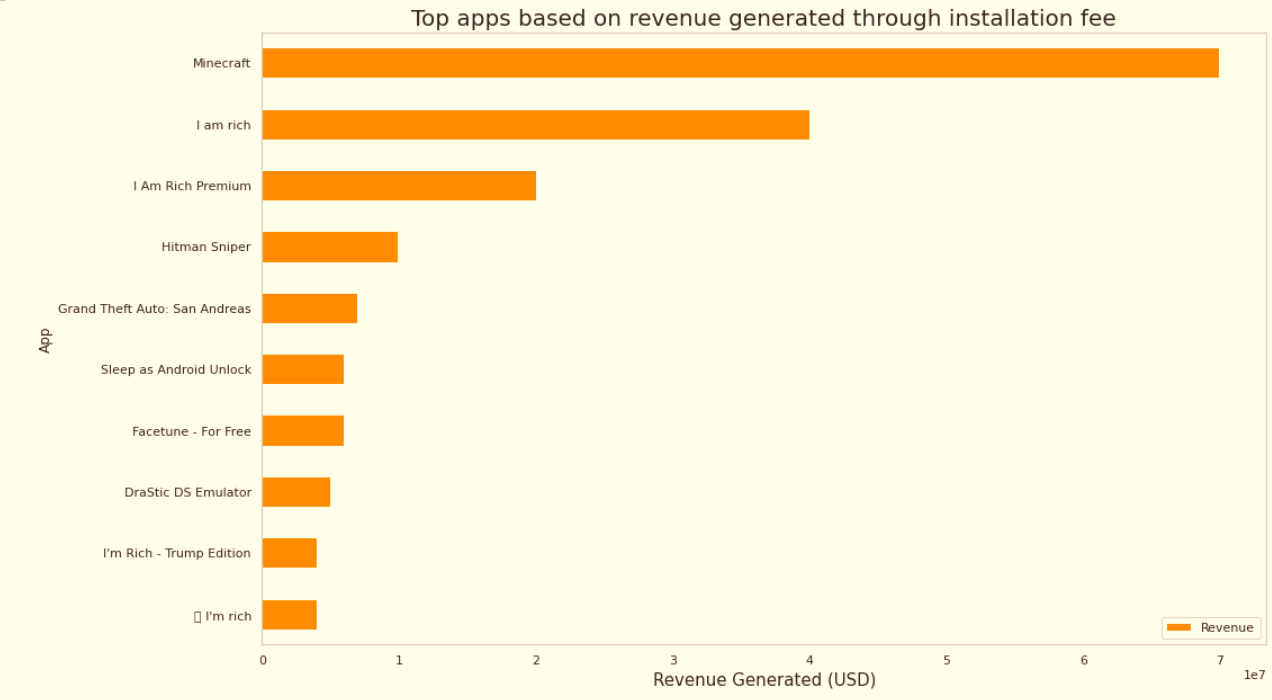 Top apps based on revenue generated through installation fee
App
Minecraft
I am rich
I Am Rich Premium
Hitman Sniper
Grand Theft Auto: San Andreas
Sleep as Android Unlock
Facetune - For Free
DraStic DS Emulator
I'm Rich - Trump Edition
I'm rich
Revenue
0 1 2 3 4 5 6 7
1e7
Revenue Generated (USD)